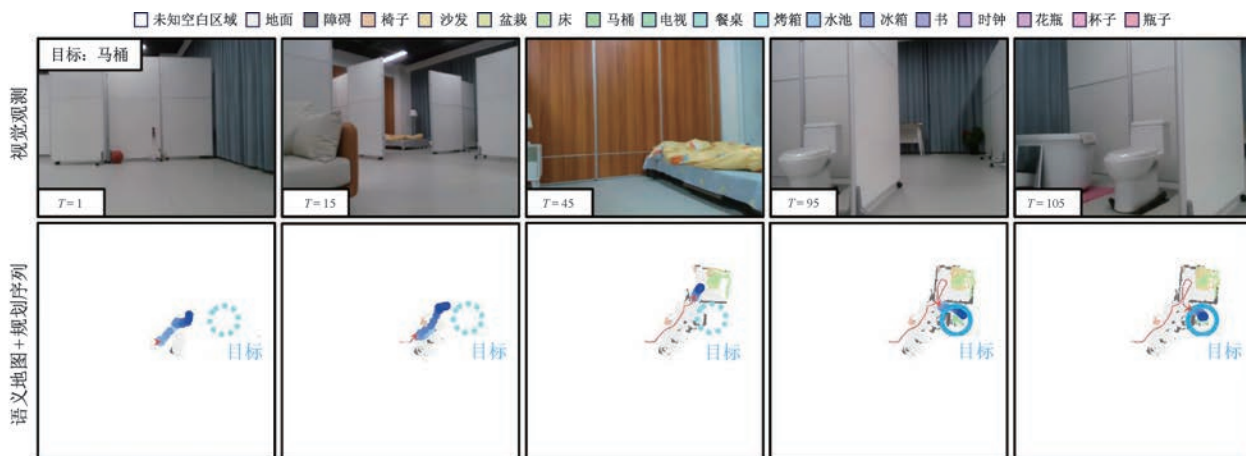 未知空白区域 地面 障碍 椅子 沙发 盆栽 床 马桶 电视 餐桌 烤箱 水池 冰箱 书 时钟 花瓶 杯子 瓶子
视觉观测
目标：马桶
T=1
T=15
T=45
T=95
T=105
语义地图+规划序列
目标
目标
目标
目标
目标